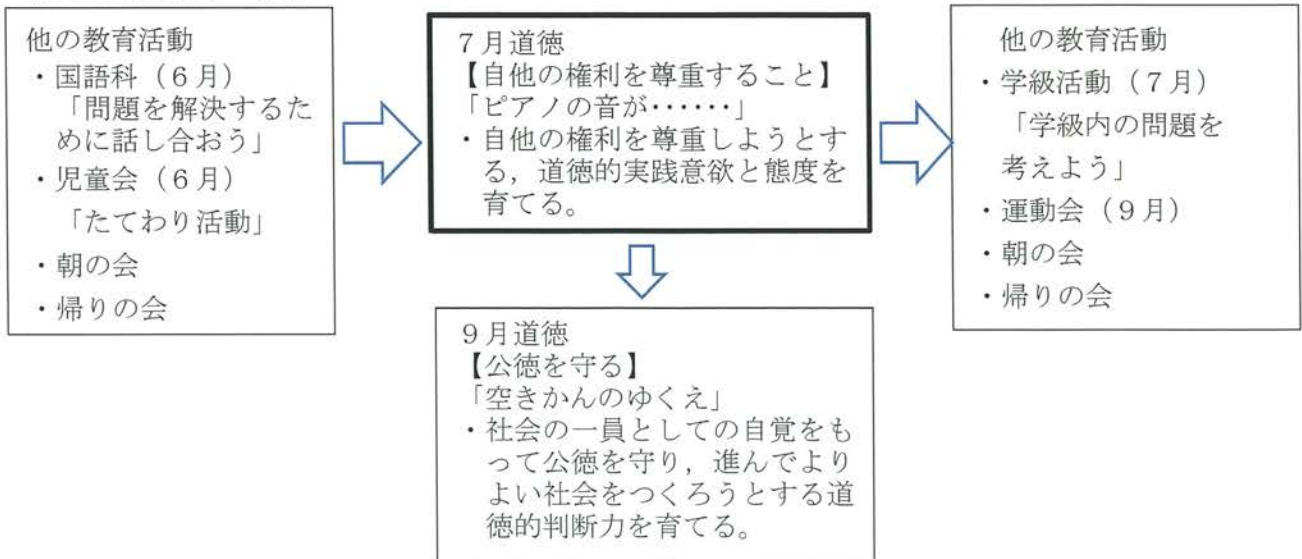 他の教育活動
・国語科（６月）
「問題を解決するた
めに話し合おう」
・児童会（６月）
「たてわり活動」
・朝の会
・帰りの会
７月道徳
【自他の権利を尊重すること】
「ピアノの音が‥‥‥」
・自他の権利を尊重しようとす
る，道徳的実践意欲と態度を
育てる。
他の教育活動
・学級活動（７月）
「学級内の問題を
考えよう」
・運動会（９月）
・朝の会
・帰りの会
９月道徳
【公徳を守る】
「空きかんのゆくえ」
・社会の一員としての自覚をも
って公徳を守り，進んでより
よい社会をつくろうとする道
徳的判断力を育てる。